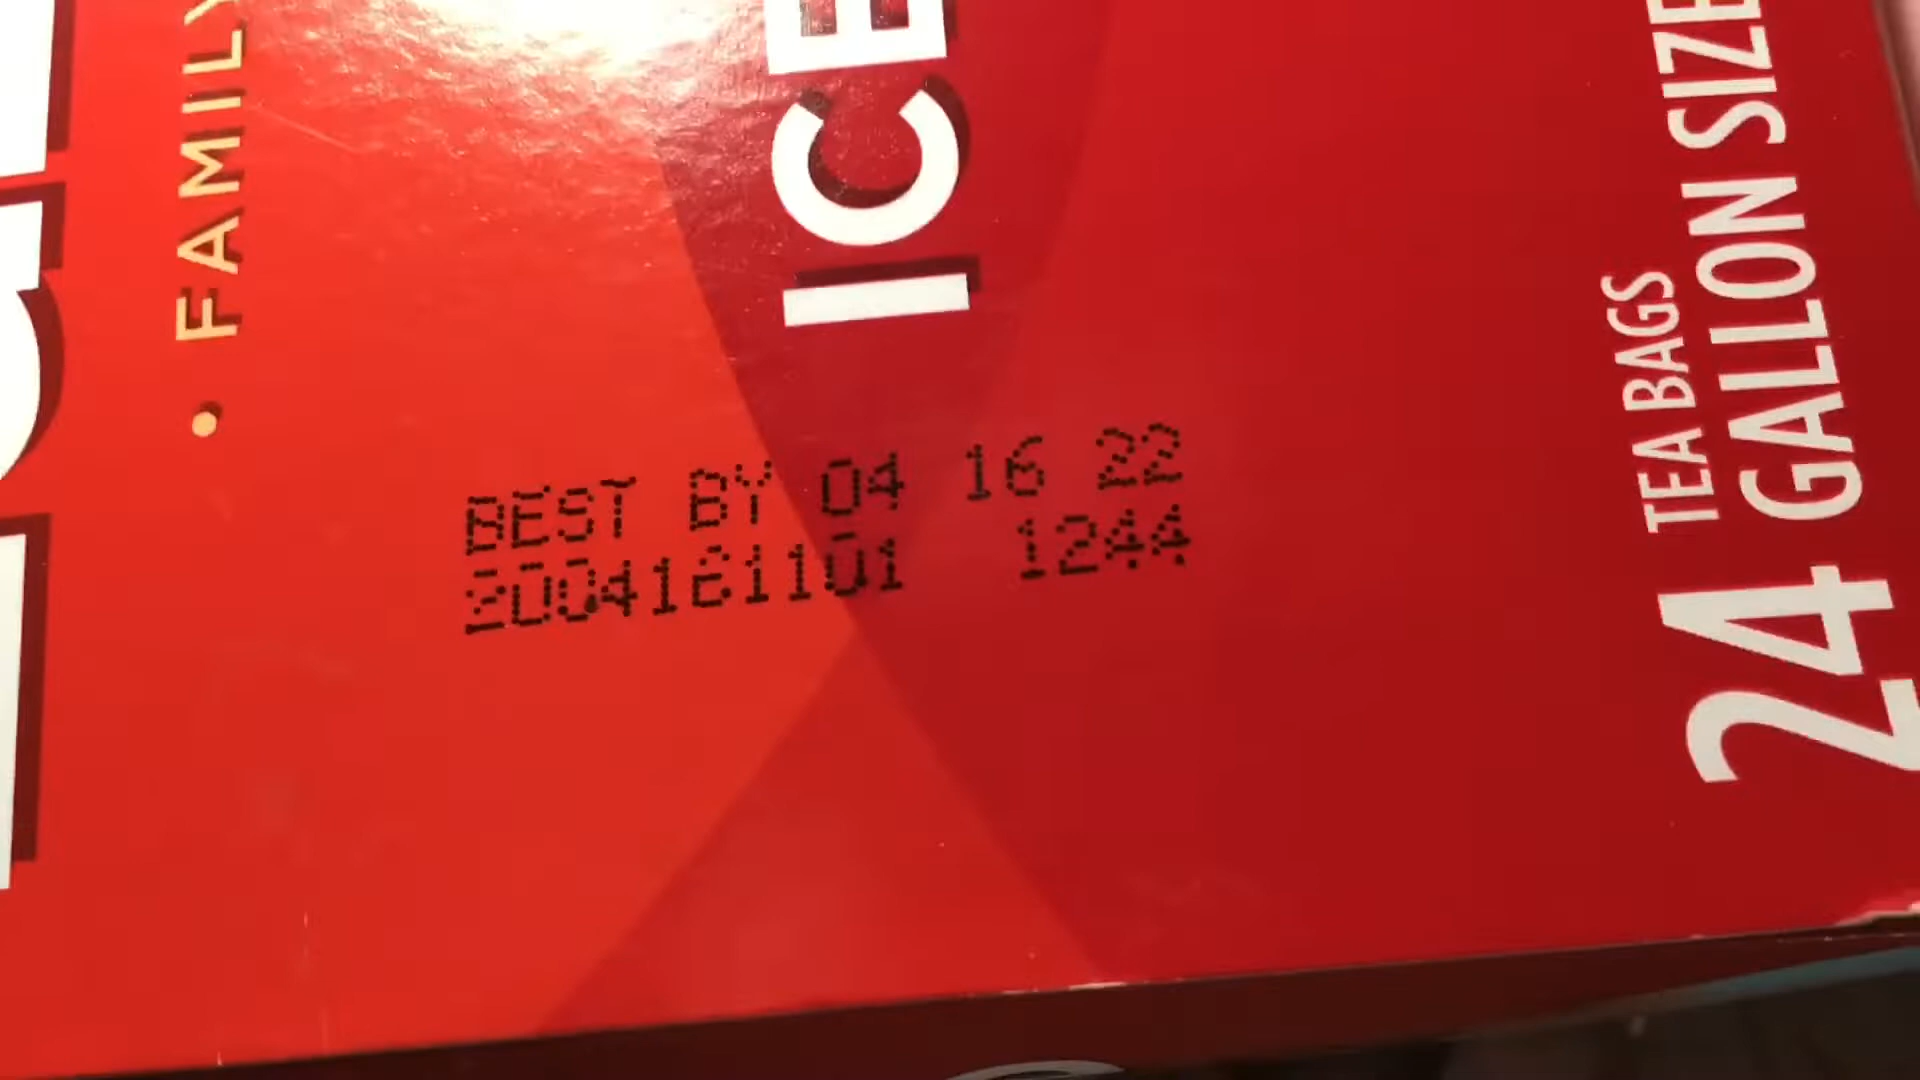 FAMILY
ICE
BEST BY 04 16 22
2004161101 1244
24
TEA BAGS
GALLON SIZE